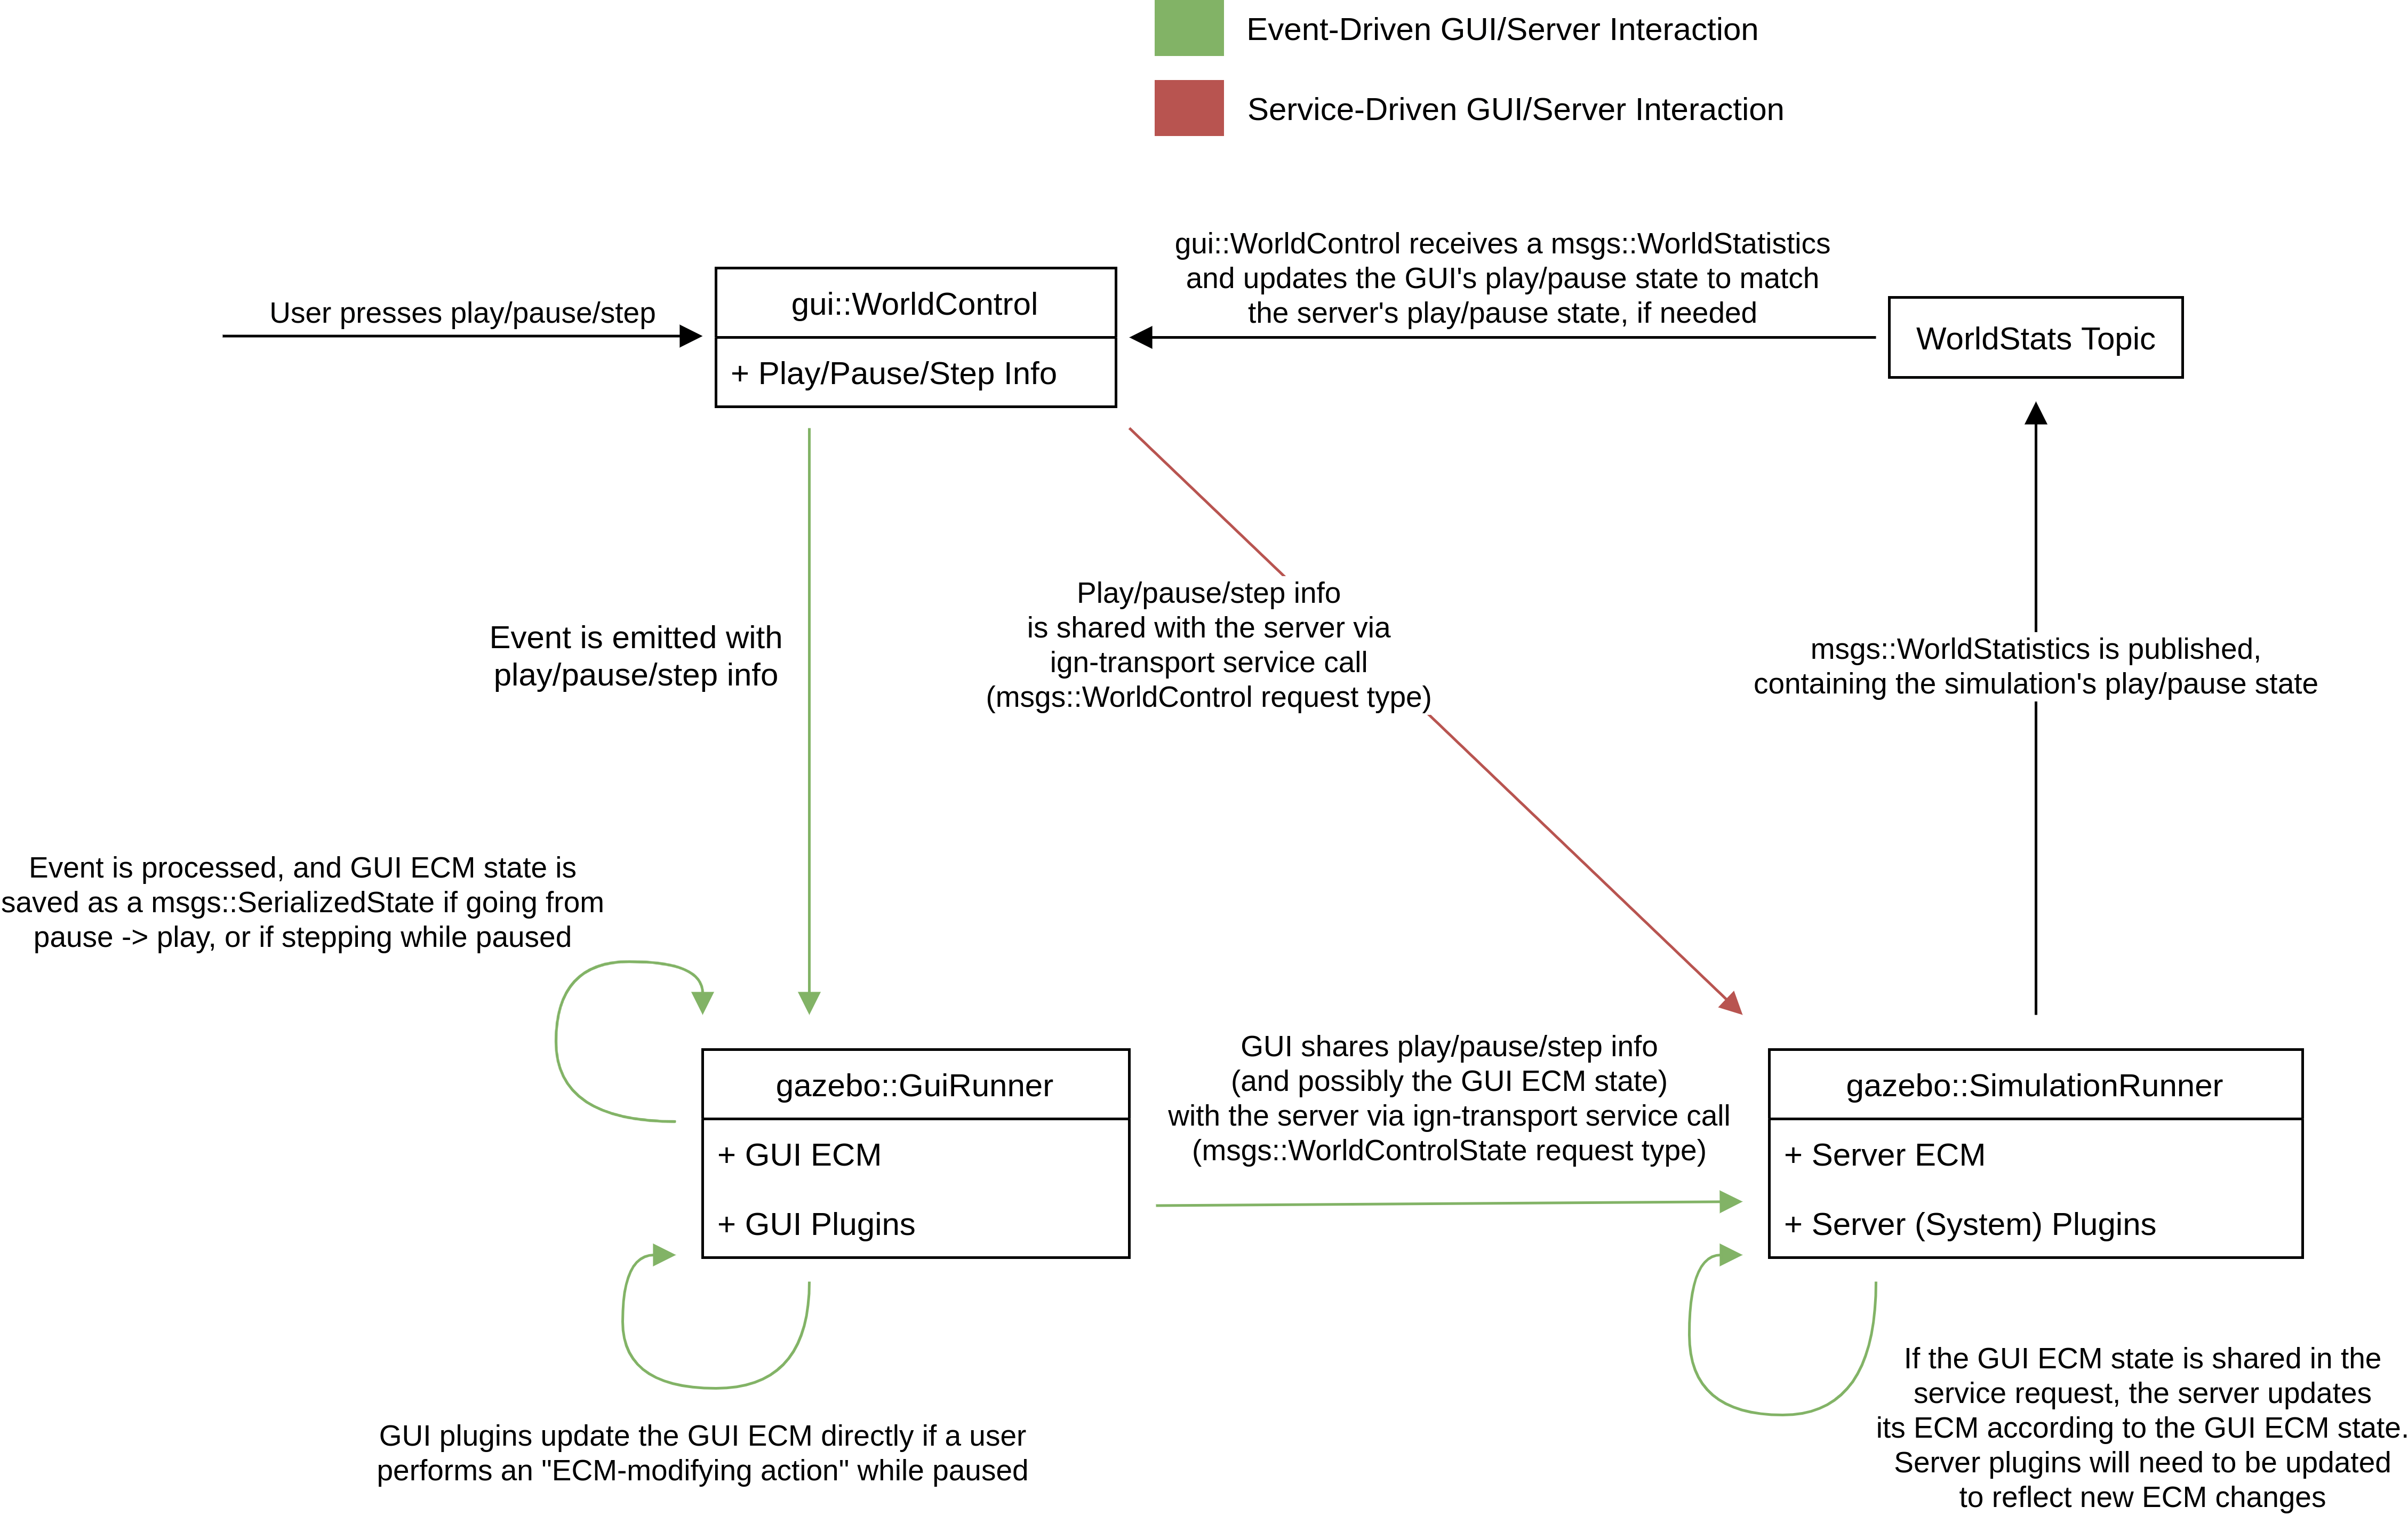 Event-Driven GUI/Server Interaction
Service-Driven GUI/Server Interaction
gui::WorldControl receives a msgs::WorldStatistics
and updates the GUI's play/pause state to match
the server's play/pause state, if needed
User presses play/pause/step
gui::WorldControl
+ Play/Pause/Step Info
WorldStats Topic
Event is emitted with
play/pause/step info
Play/pause/step info
is shared with the server via
ign-transport service call
(msgs::WorldControl request type)
msgs::WorldStatistics is published,
containing the simulation's play/pause state
Event is processed, and GUI ECM state is
saved as a msgs::SerializedState if going from
pause -> play, or if stepping while paused
gazebo::GuiRunner
+ GUI ECM
+ GUI Plugins
GUI shares play/pause/step info
(and possibly the GUI ECM state)
with the server via ign-transport service call
(msgs::WorldControlState request type)
gazebo::SimulationRunner
+ Server ECM
+ Server (System) Plugins
GUI plugins update the GUI ECM directly if a user
performs an "ECM-modifying action" while paused
If the GUI ECM state is shared in the
service request, the server updates
its ECM according to the GUI ECM state.
Server plugins will need to be updated
to reflect new ECM changes